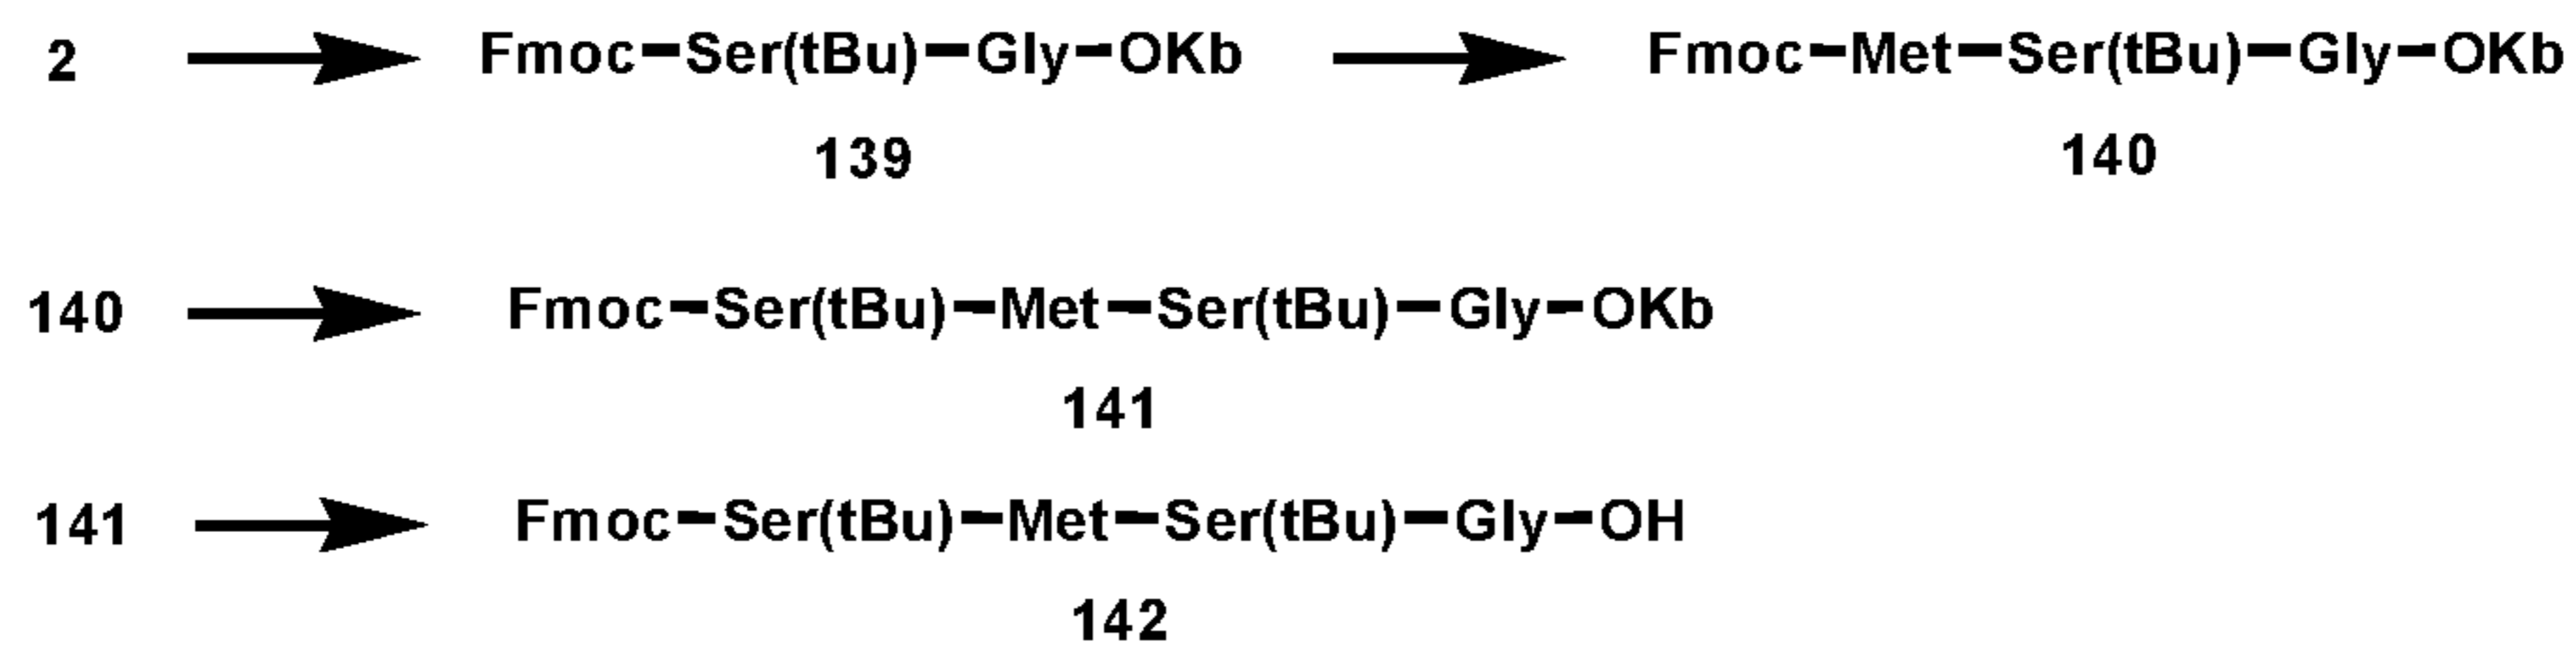 2 Fmoc-Ser(tBu)-Gly-OKb Fmoc-Met-Ser(tBu)-Gly-OKb
139 140
140 Fmoc-Ser(tBu)-Met-Ser(tBu)-Gly-OKb
141
141 Fmoc-Ser(tBu)-Met-Ser(tBu)-Gly-OH
142